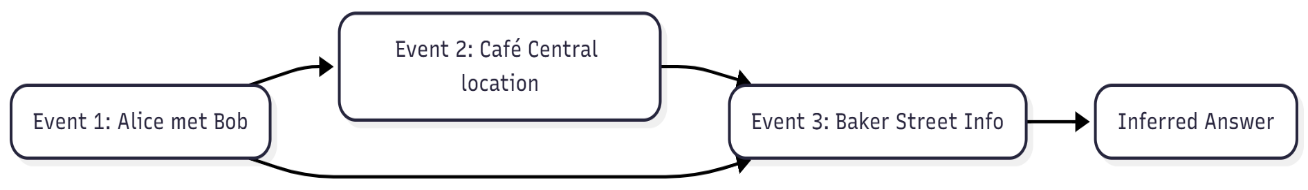 Event 1: Alice met Bob
Event 2: Café Central
location
Event 3: Baker Street Info
Inferred Answer